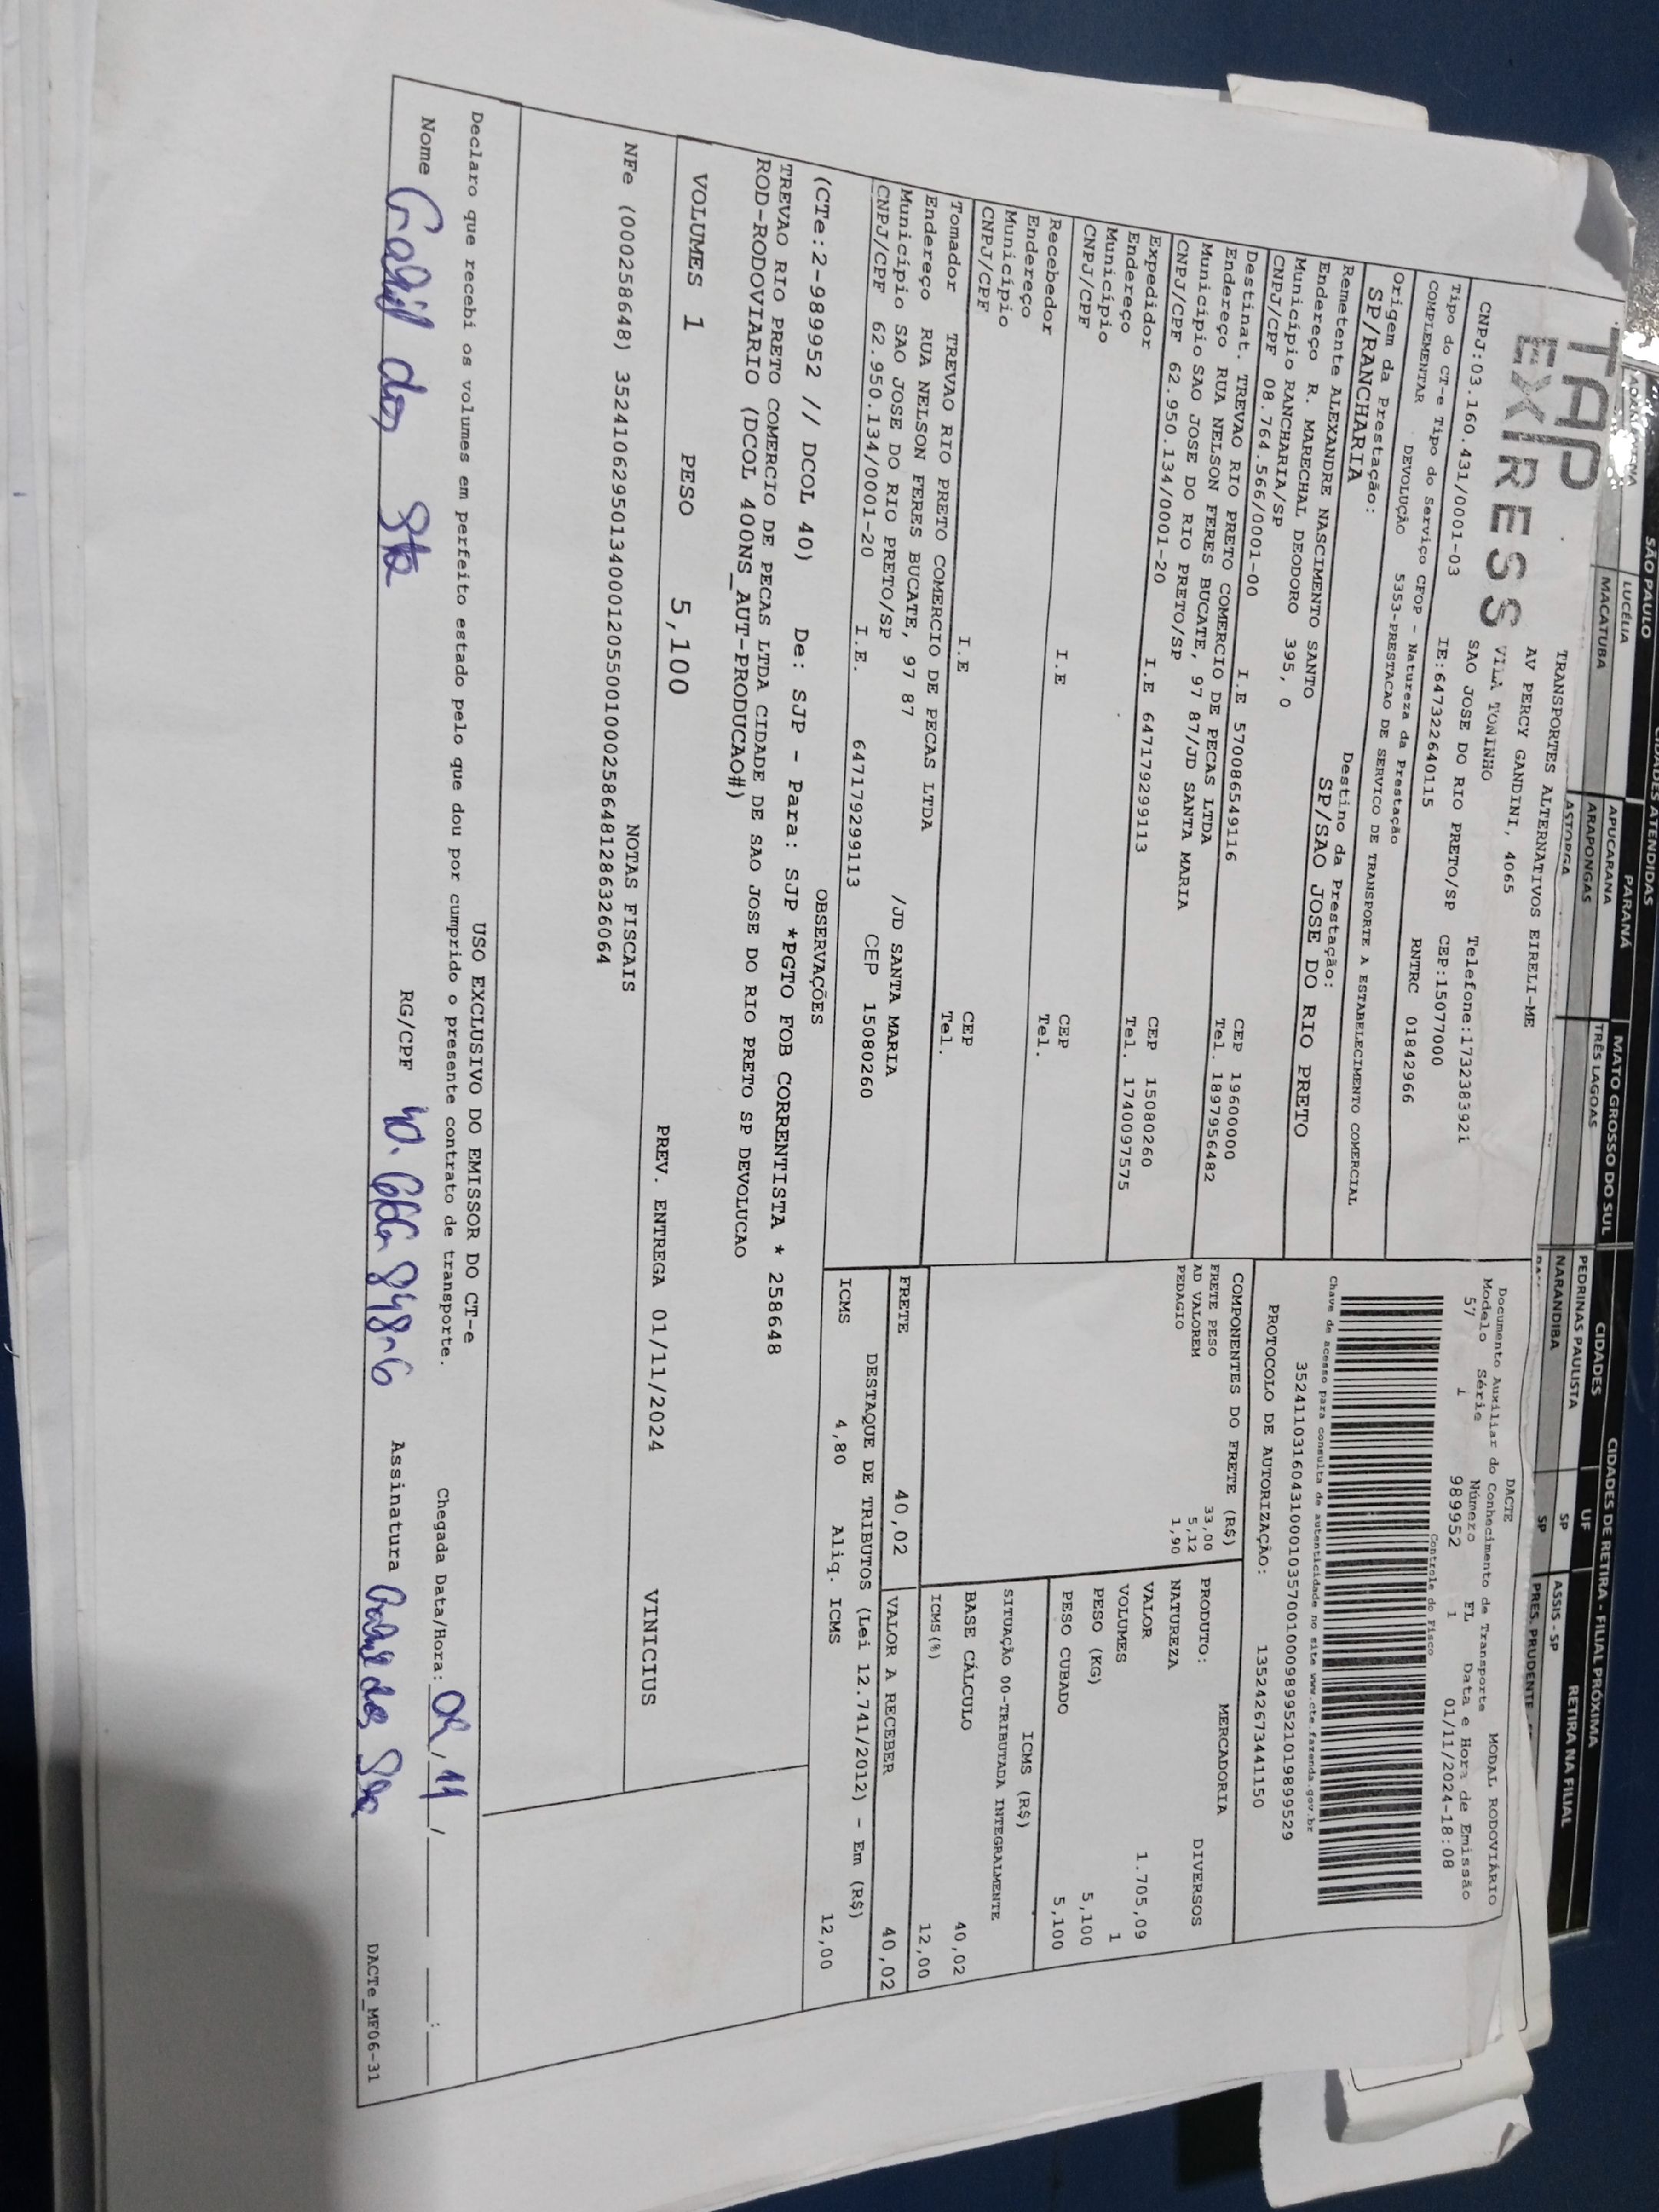 SÃO PAULO
PARANÁ
MATO GROSSO DO SUL
CIDADES DE RETIRA - FILIAL PRÓXIMA
LUCÉLIA
APUCARANA
TRÊS LAGOAS
CIDADES
UF
RETIRA NA FILIAL
MACATUBA
ARAPONGAS
PEDRINAS PAULISTA
SP
ASSIS - SP
ASTORGA
NARANDIBA
SP
PRES. PRUDENTE
TAP
EXPRESS
TRANSPORTES ALTERNATIVOS EIRELI-ME
AV PERCY GANDINI, 4065
VILA TONINHO
SAO JOSE DO RIO PRETO/SP
Telefone:1732383921
CNPJ:03.160.431/0001-03
IE:647322640115
CEP:15077000
RNTRC 01842966
DACTE
MODAL RODOVIÁRIO
Documento Auxiliar do Conhecimento de Transporte
Modelo Série Número FL Data e Hora de Emissão
57 1 989952 1 01/11/2024-18:08
Controle do Fisco
Tipo do CT-e Tipo do Serviço CFOP - Natureza da Prestação
COMPLEMENTAR DEVOLUÇÃO 5353-PRESTACAO DE SERVICO DE TRANSPORTE A ESTABELECIMENTO COMERCIAL
Origem da Prestação: Destino da Prestação:
SP/RANCHARIA SP/SAO JOSE DO RIO PRETO
Chave de acesso para consulta de autenticidade no site www.cte.fazenda.gov.br
35241103160431000103570010009899521019899529
PROTOCOLO DE AUTORIZAÇÃO: 135242673441150
Remetente ALEXANDRE NASCIMENTO SANTO
Endereço R. MARECHAL DEODORO 395, 0
Município RANCHARIA/SP CEP 19600000
CNPJ/CPF 08.764.566/0001-00 I.E 570086549116 Tel. 1897956482
Destinat. TREVAO RIO PRETO COMERCIO DE PECAS LTDA
Endereço RUA NELSON FERES BUCATE, 97 87/JD SANTA MARIA
Município SAO JOSE DO RIO PRETO/SP CEP 15080260
CNPJ/CPF 62.950.134/0001-20 I.E 647179299113 Tel. 1740097575
Expedidor
Endereço
Município CEP
CNPJ/CPF I.E Tel.
Recebedor
Endereço
Município CEP
CNPJ/CPF I.E Tel.
Tomador TREVAO RIO PRETO COMERCIO DE PECAS LTDA
Endereço RUA NELSON FERES BUCATE, 97 87 /JD SANTA MARIA
Município SAO JOSE DO RIO PRETO/SP CEP 15080260
CNPJ/CPF 62.950.134/0001-20 I.E. 647179299113
COMPONENTES DO FRETE (R$)
FRETE PESO 33,00
AD VALOREM 5,12
PEDAGIO 1,90
MERCADORIA
PRODUTO: DIVERSOS
NATUREZA
VALOR 1.705,09
VOLUMES 1
PESO (KG) 5,100
PESO CUBADO 5,100
ICMS (R$)
SITUAÇÃO 00-TRIBUTADA INTEGRALMENTE
BASE CÁLCULO 40,02
ICMS(%) 12,00
FRETE 40,02 VALOR A RECEBER 40,02
DESTAQUE DE TRIBUTOS (Lei 12.741/2012) - Em (R$)
ICMS 4,80 Aliq. ICMS 12,00
OBSERVAÇÕES
(CTe:2-989952 // DCOL 40) De: SJP - Para: SJP *PGTO FOB CORRENTISTA * 258648
TREVAO RIO PRETO COMERCIO DE PECAS LTDA CIDADE DE SAO JOSE DO RIO PRETO SP DEVOLUCAO
ROD-RODOVIARIO (DCOL 400NS_AUT-PRODUCAO#)
VOLUMES 1 PESO 5,100 PREV. ENTREGA 01/11/2024 VINICIUS
NOTAS FISCAIS
NFe (000258648) 35241062950134000120550010002586481286326064
USO EXCLUSIVO DO EMISSOR DO CT-e
Declaro que recebi os volumes em perfeito estado pelo que dou por cumprido o presente contrato de transporte.
Chegada Data/Hora: / 11 / :
Nome RG/CPF Assinatura
DACTe_MF06-31